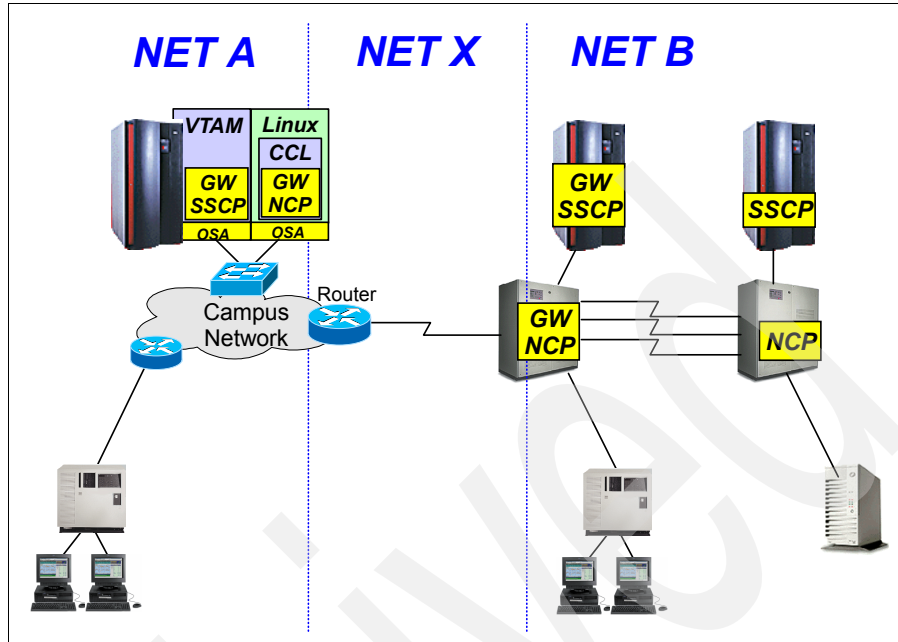 NET A
NET X
NET B
VTAM
Linux
CCL
GW
SSCP
GW
NCP
OSA
OSA
GW
SSCP
SSCP
Campus
Network
Router
GW
NCP
NCP